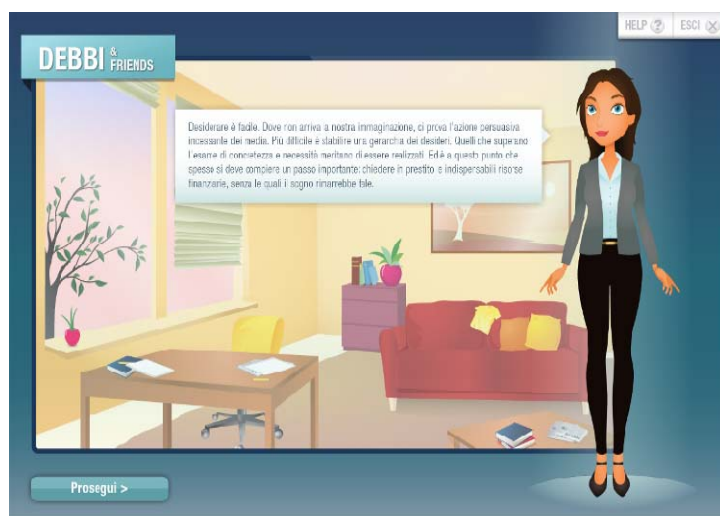 HELP ? ESCI
DEBBI & FRIENDS
Desiderare è facile. Dove non arriva a nostra immaginazione, ci prova l'azione persuasiva
incessante dei media. Più difficile è stabilire una gerarchia dei desideri. Quelli che superano
l'esame di concretezza e necessità meritano di essere realizzati. Ed è a questo punto che
spesso si deve compiere un passo importante: chiedere in prestito le indispensabili risorse
finanziarie, senza le quali il sogno rimarrebbe tale.
Prosegui >